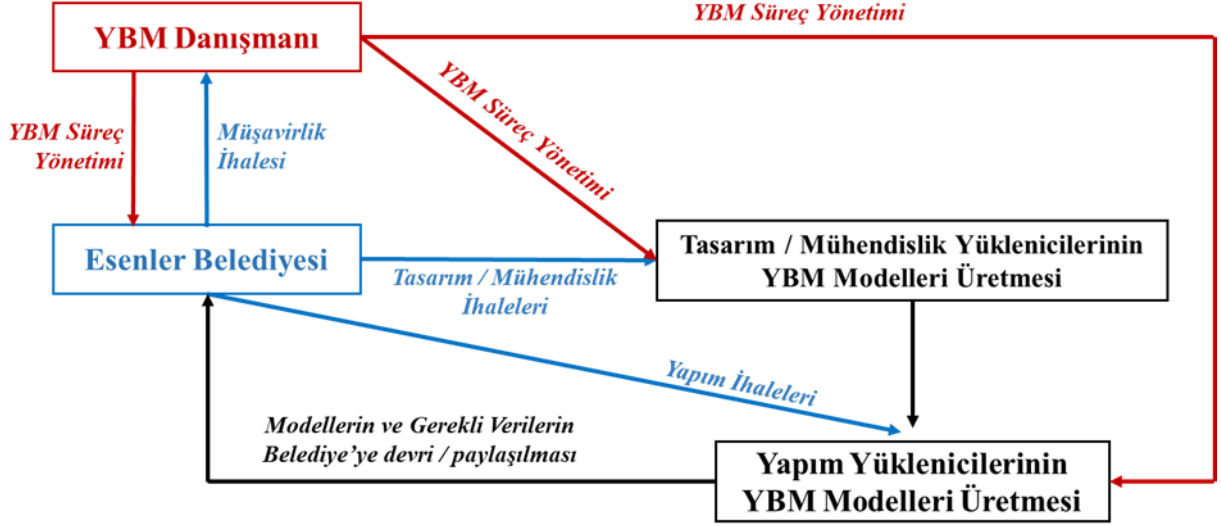 YBM Süreç Yönetimi
YBM Danışmanı
YBM Süreç Yönetimi
YBM Süreç
Yönetimi
Müşavirlik
İhalesi
Esenler Belediyesi
Tasarım / Mühendislik
İhaleleri
Tasarım / Mühendislik Yüklenicilerinin
YBM Modelleri Üretmesi
Yapım İhaleleri
Modellerin ve Gerekli Verilerin
Belediye’ye devri / paylaşılması
Yapım Yüklenicilerinin
YBM Modelleri Üretmesi